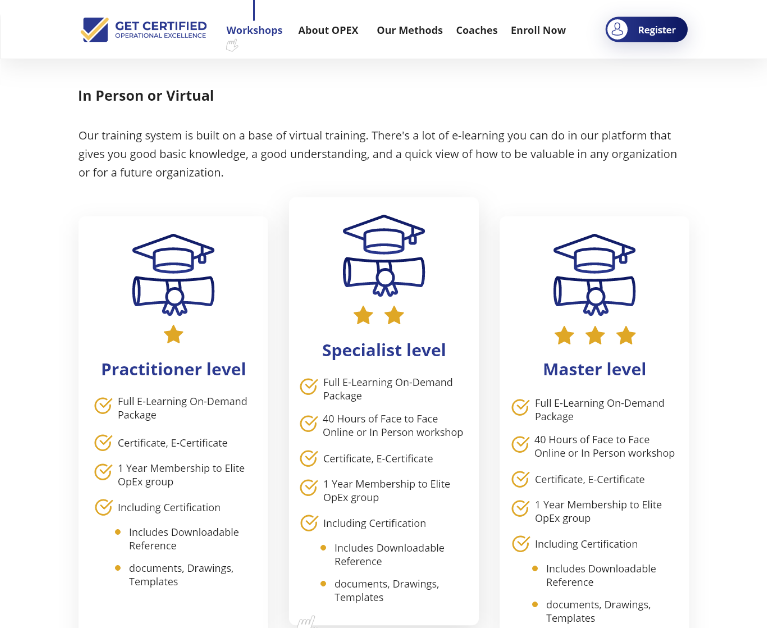 GET CERTIFIED
OPERATIONAL EXCELLENCE
Workshops
About OPEX
Our Methods
Coaches
Enroll Now
Register
In Person or Virtual
Our training system is built on a base of virtual training. There's a lot of e-learning you can do in our platform that
gives you good basic knowledge, a good understanding, and a quick view of how to be valuable in any organization
or for a future organization.
Practitioner level
Full E-Learning On-Demand
Package
Certificate, E-Certificate
1 Year Membership to Elite
OpEx group
Including Certification
Includes Downloadable
Reference
documents, Drawings,
Templates
Specialist level
Full E-Learning On-Demand
Package
40 Hours of Face to Face
Online or In Person workshop
Certificate, E-Certificate
1 Year Membership to Elite
OpEx group
Including Certification
Includes Downloadable
Reference
documents, Drawings,
Templates
Master level
Full E-Learning On-Demand
Package
40 Hours of Face to Face
Online or In Person workshop
Certificate, E-Certificate
1 Year Membership to Elite
OpEx group
Including Certification
Includes Downloadable
Reference
documents, Drawings,
Templates